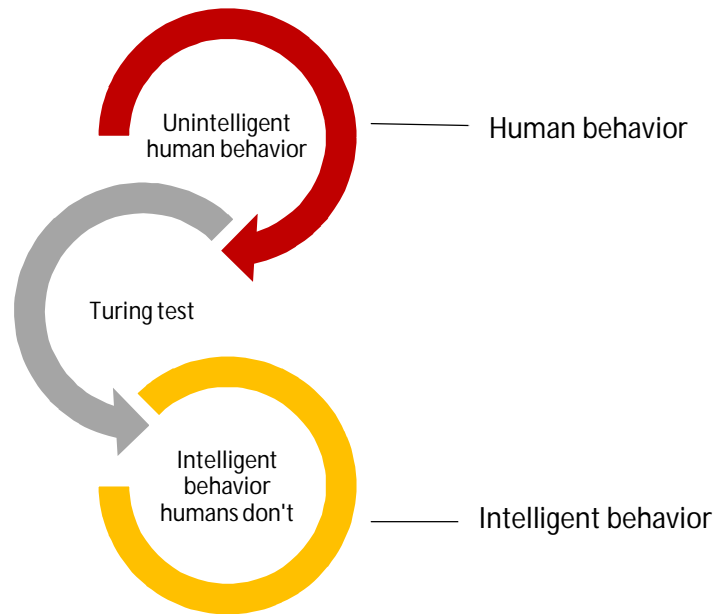 Unintelligent
human behavior
Human behavior
Turing test
Intelligent
behavior
humans don't
Intelligent behavior